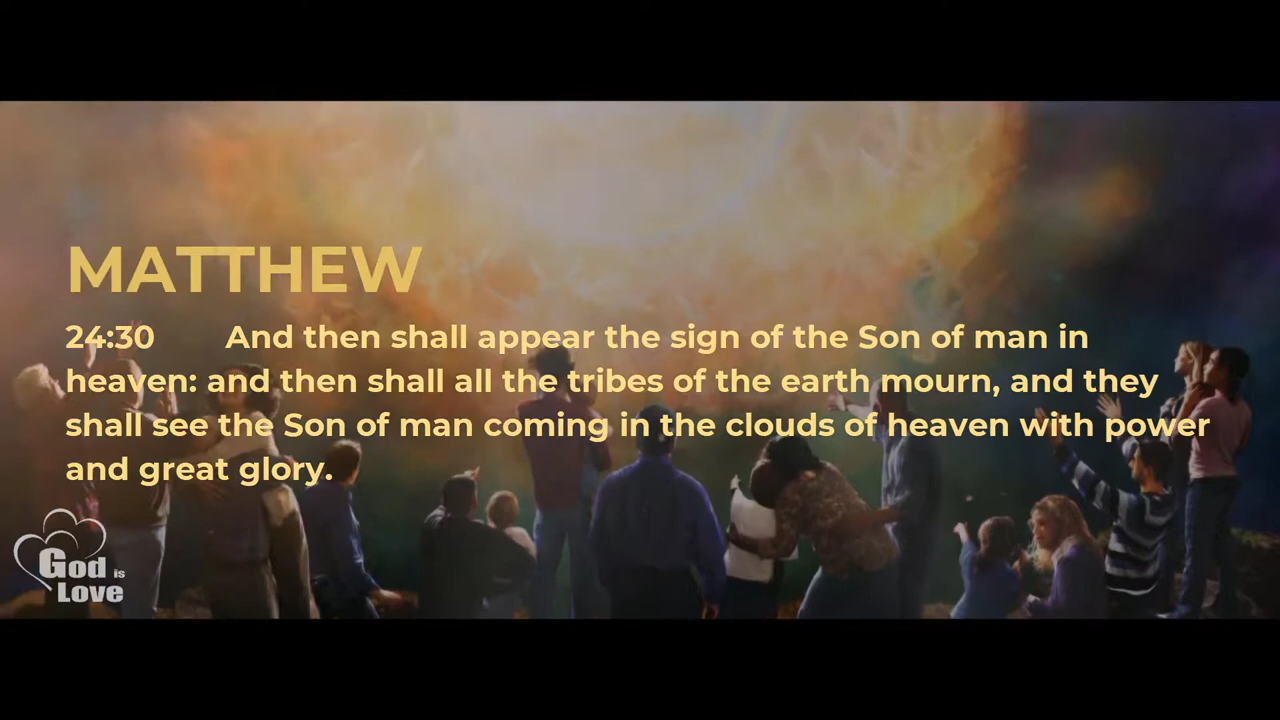 MATTHEW
24:30 And then shall appear the sign of the Son of man in
heaven: and then shall all the tribes of the earth mourn, and they
shall see the Son of man coming in the clouds of heaven with power
and great glory.
God is
Love